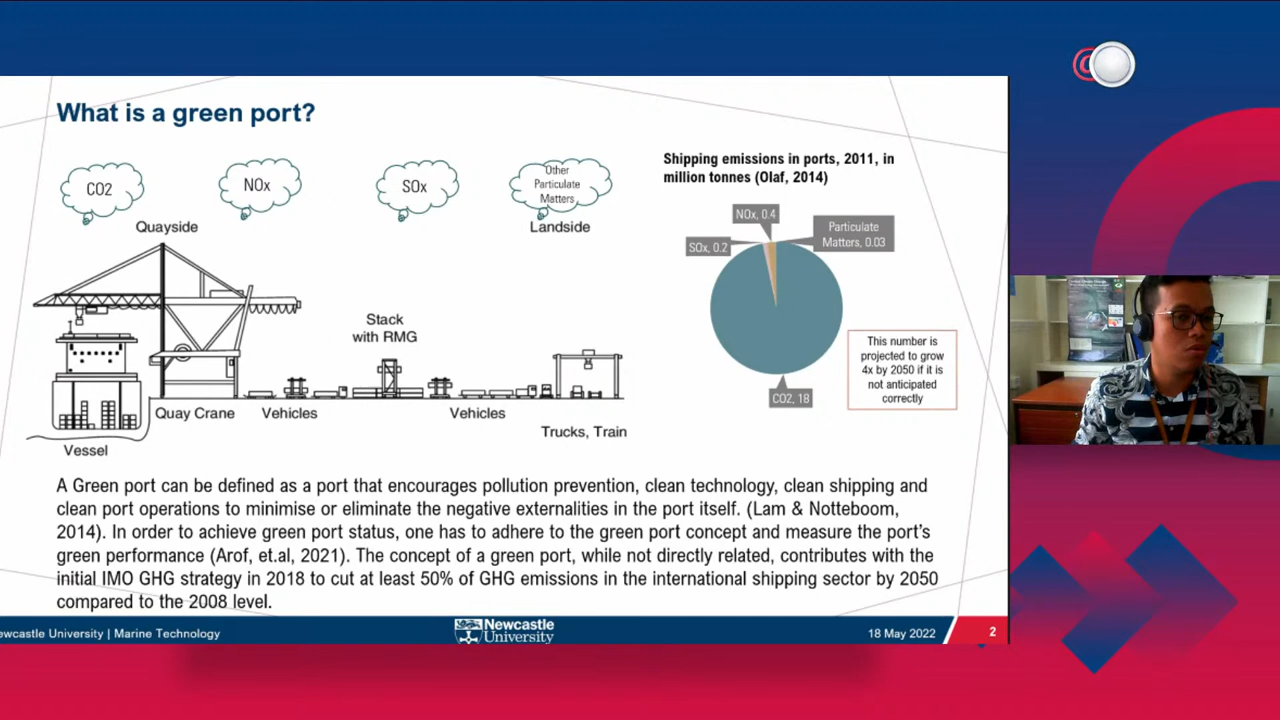 What is a green port?
CO2
NOx
SOx
Other
Particulate
Matters
Quayside
Landside
Stack
with RMG
Quay Crane
Vehicles
Vehicles
Trucks, Train
Vessel
Shipping emissions in ports, 2011, in
million tonnes (Olaf, 2014)
NOx, 0.4
SOx, 0.2
Particulate
Matters, 0.03
CO2, 18
This number is
projected to grow
4x by 2050 if it is
not anticipated
correctly
A Green port can be defined as a port that encourages pollution prevention, clean technology, clean shipping and
clean port operations to minimise or eliminate the negative externalities in the port itself. (Lam & Notteboom,
2014). In order to achieve green port status, one has to adhere to the green port concept and measure the port's
green performance (Arof, et.al, 2021). The concept of a green port, while not directly related, contributes with the
initial IMO GHG strategy in 2018 to cut at least 50% of GHG emissions in the international shipping sector by 2050
compared to the 2008 level.
ewcastle University | Marine Technology
Newcastle
University
18 May 2022
2